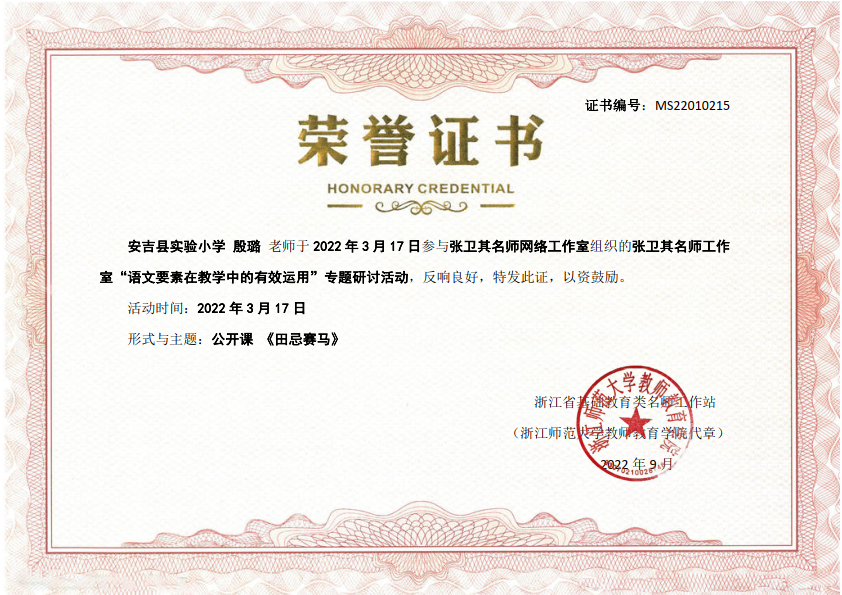 证书编号：MS22010215
荣誉证书
HONORARY CREDENTIAL
安吉县实验小学 殷璐 老师于 2022 年 3 月 17 日参与张卫其名师网络工作室组织的张卫其名师工作
室“语文要素在教学中的有效运用”专题研讨活动，反响良好，特发此证，以资鼓励。
活动时间：2022 年 3 月 17 日
形式与主题：公开课 《田忌赛马》
浙江省基础教育类名师工作站
（浙江师范大学教师教育学院代章）
2022 年 9 月
浙江师范大学教师教育学院